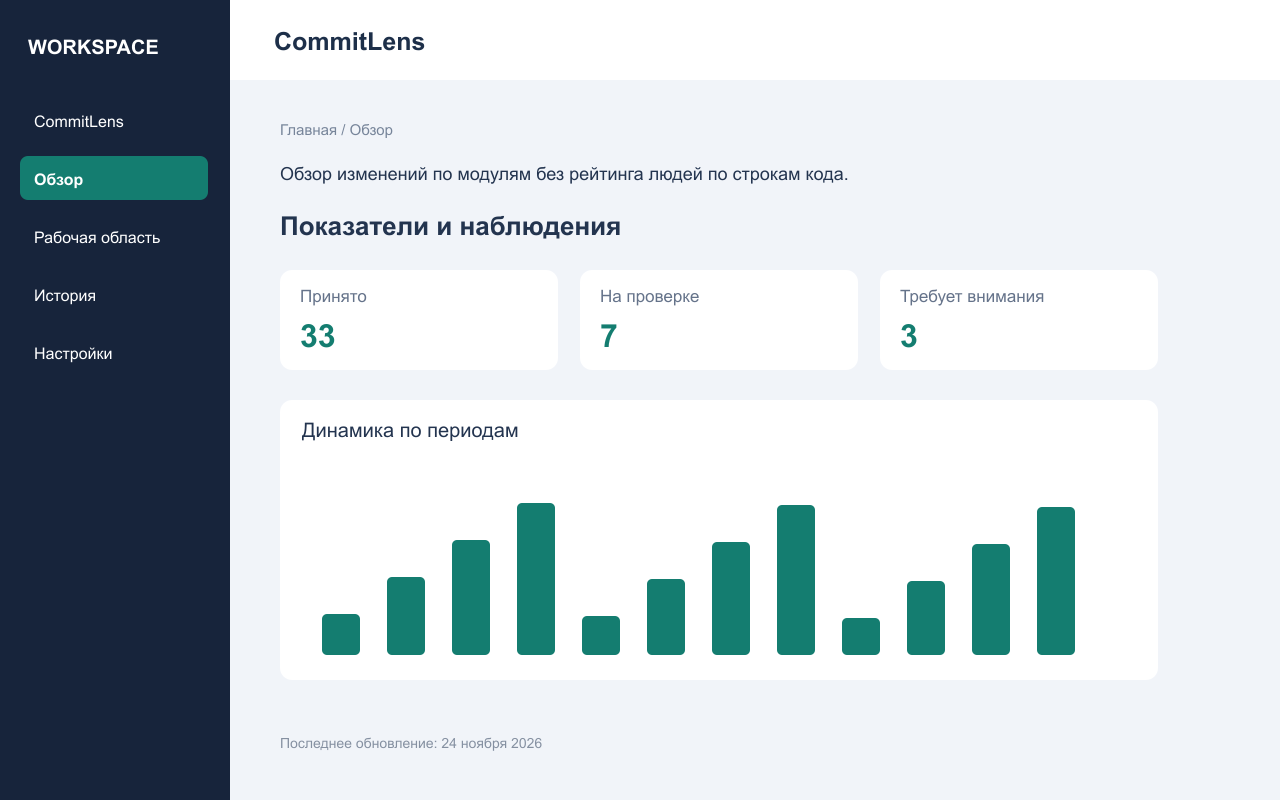 WORKSPACE
CommitLens
Обзор
Рабочая область
История
Настройки
CommitLens
Главная / Обзор
Обзор изменений по модулям без рейтинга людей по строкам кода.
Показатели и наблюдения
Принято
33
На проверке
7
Требует внимания
3
Динамика по периодам
Последнее обновление: 24 ноября 2026